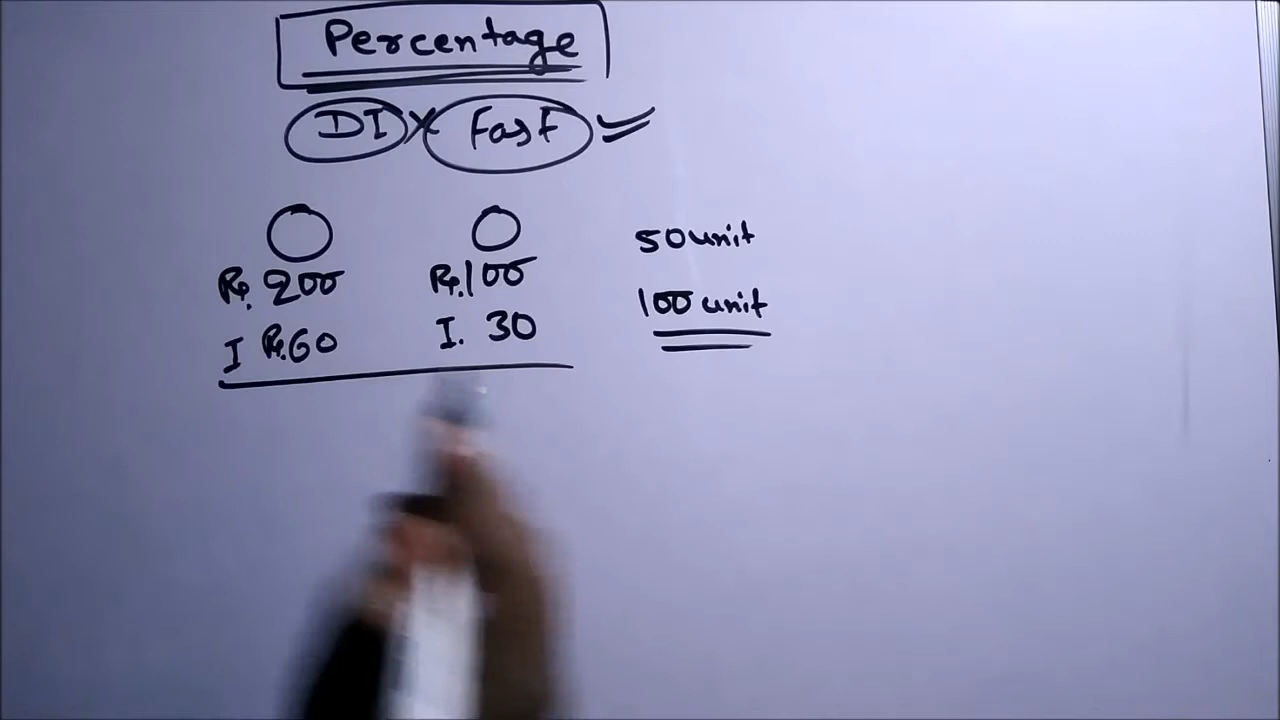 Percentage
DI x Fast
Rs. 200 Rs. 100 50 unit
I Rs. 60 I. 30 100 unit